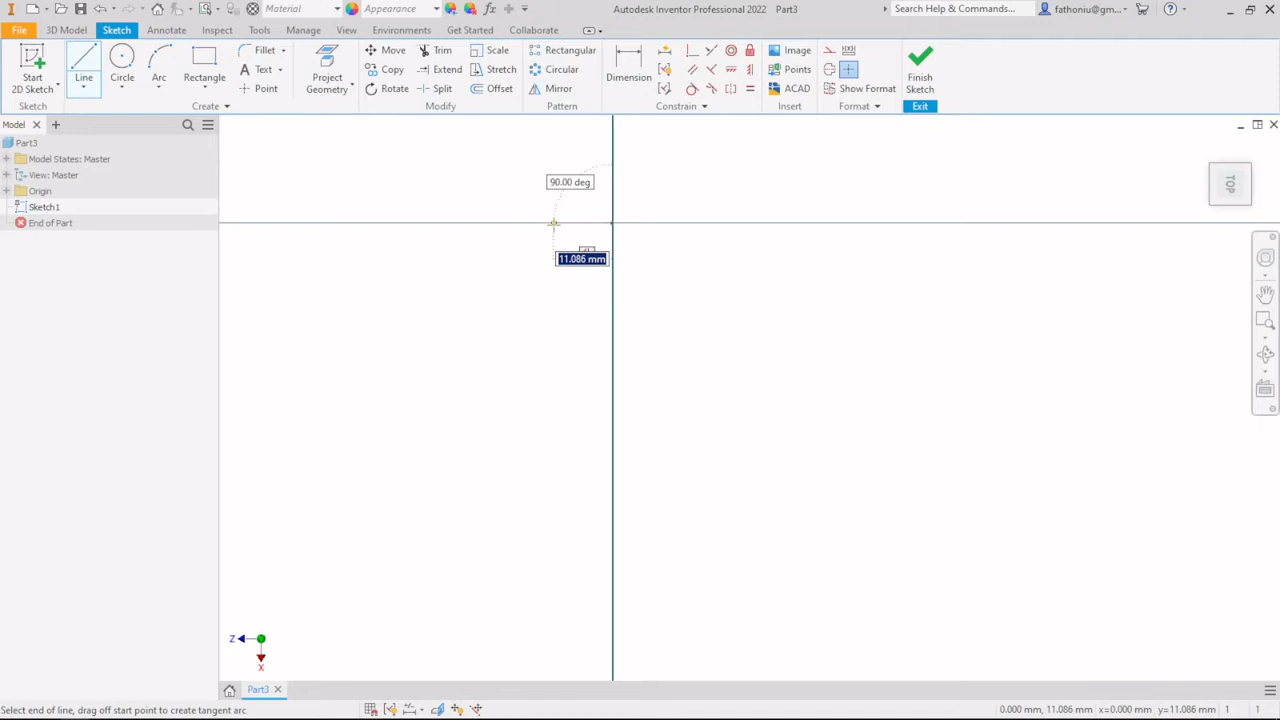 Material
Appearance
Autodesk Inventor Professional 2022 Part3
Search Help & Commands...
fathoniu@gm...
File
3D Model
Sketch
Annotate
Inspect
Tools
Manage
View
Environments
Get Started
Collaborate
Start
2D Sketch
Line
Circle
Arc
Rectangle
Fillet
Text
Point
Project
Geometry
Move
Copy
Rotate
Trim
Extend
Split
Scale
Stretch
Offset
Rectangular
Circular
Mirror
Dimension
Image
Points
ACAD
Show Format
Finish
Sketch
Sketch
Create
Modify
Pattern
Constrain
Insert
Format
Exit
Model
Part3
Model States: Master
View: Master
Origin
Sketch1
End of Part
90.00 deg
11.086 mm
TOP
Z
X
Part3
Select end of line, drag off start point to create tangent arc
0.000 mm, 11.086 mm x=0.000 mm y=11.086 mm 1 1